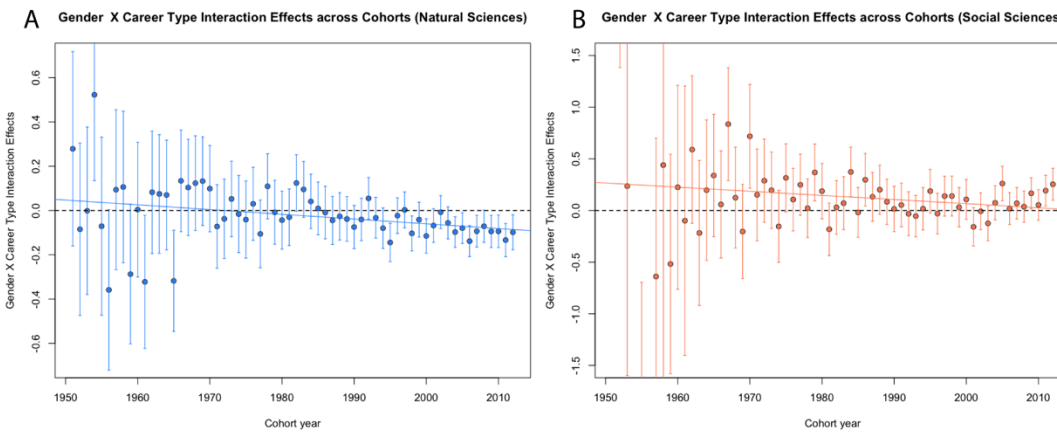 A
Gender X Career Type Interaction Effects across Cohorts (Natural Sciences)
Gender X Career Type Interaction Effects
0.6
0.4
0.2
0.0
-0.2
-0.4
-0.6
1950 1960 1970 1980 1990 2000 2010
Cohort year
B
Gender X Career Type Interaction Effects across Cohorts (Social Sciences
Gender X Career Type Interaction Effects
1.5
1.0
0.5
0.0
-0.5
-1.0
-1.5
1950 1960 1970 1980 1990 2000 2010
Cohort year